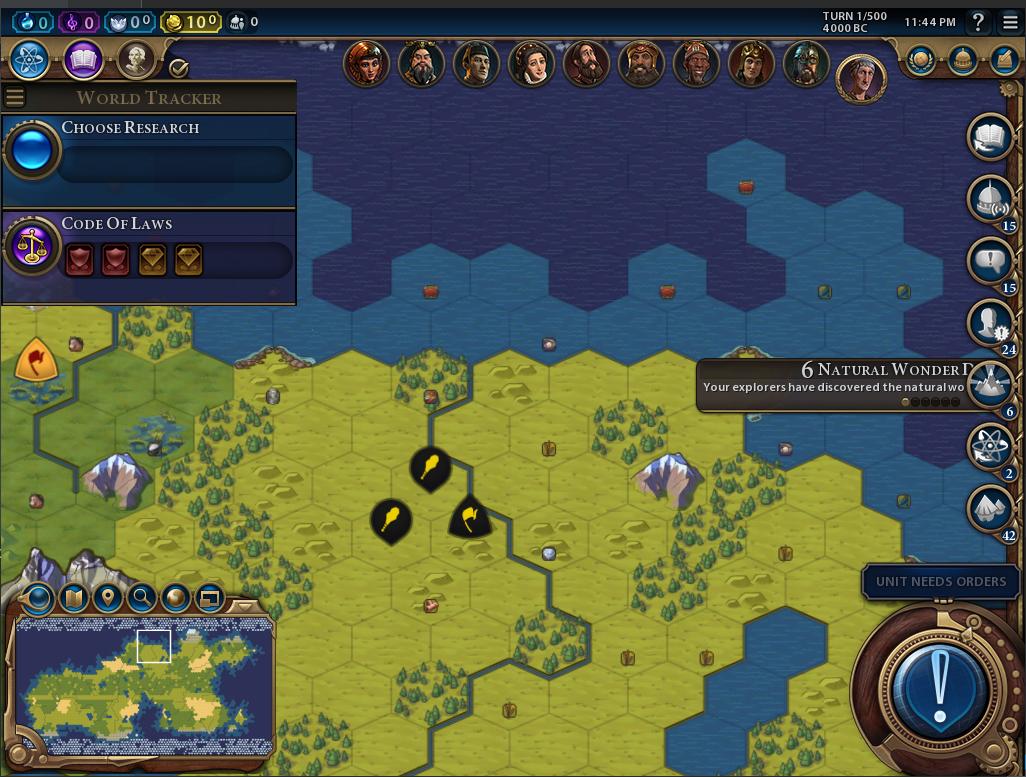 0 0 0⁰ 10⁰ 0
TURN 1/500
4000 BC
11:44 PM ?
WORLD TRACKER
CHOOSE RESEARCH
CODE OF LAWS
15
15
24
6 NATURAL WONDER D
Your explorers have discovered the natural wo
6
2
42
UNIT NEEDS ORDERS